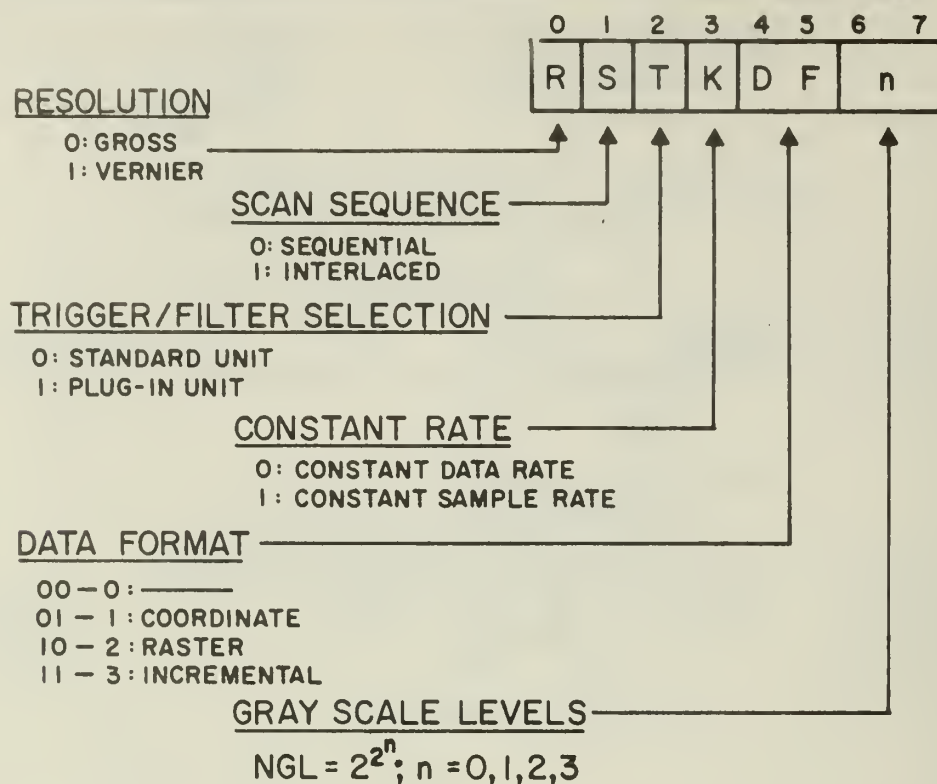 0 1 2 3 4 5 6 7
R S T K D F n
RESOLUTION
0: GROSS
1: VERNIER
SCAN SEQUENCE
0: SEQUENTIAL
1: INTERLACED
TRIGGER/FILTER SELECTION
0: STANDARD UNIT
1: PLUG-IN UNIT
CONSTANT RATE
0: CONSTANT DATA RATE
1: CONSTANT SAMPLE RATE
DATA FORMAT
00 – 0: ———
01 – 1: COORDINATE
10 – 2: RASTER
11 – 3: INCREMENTAL
GRAY SCALE LEVELS
NGL = 2^2^n; n = 0,1,2,3